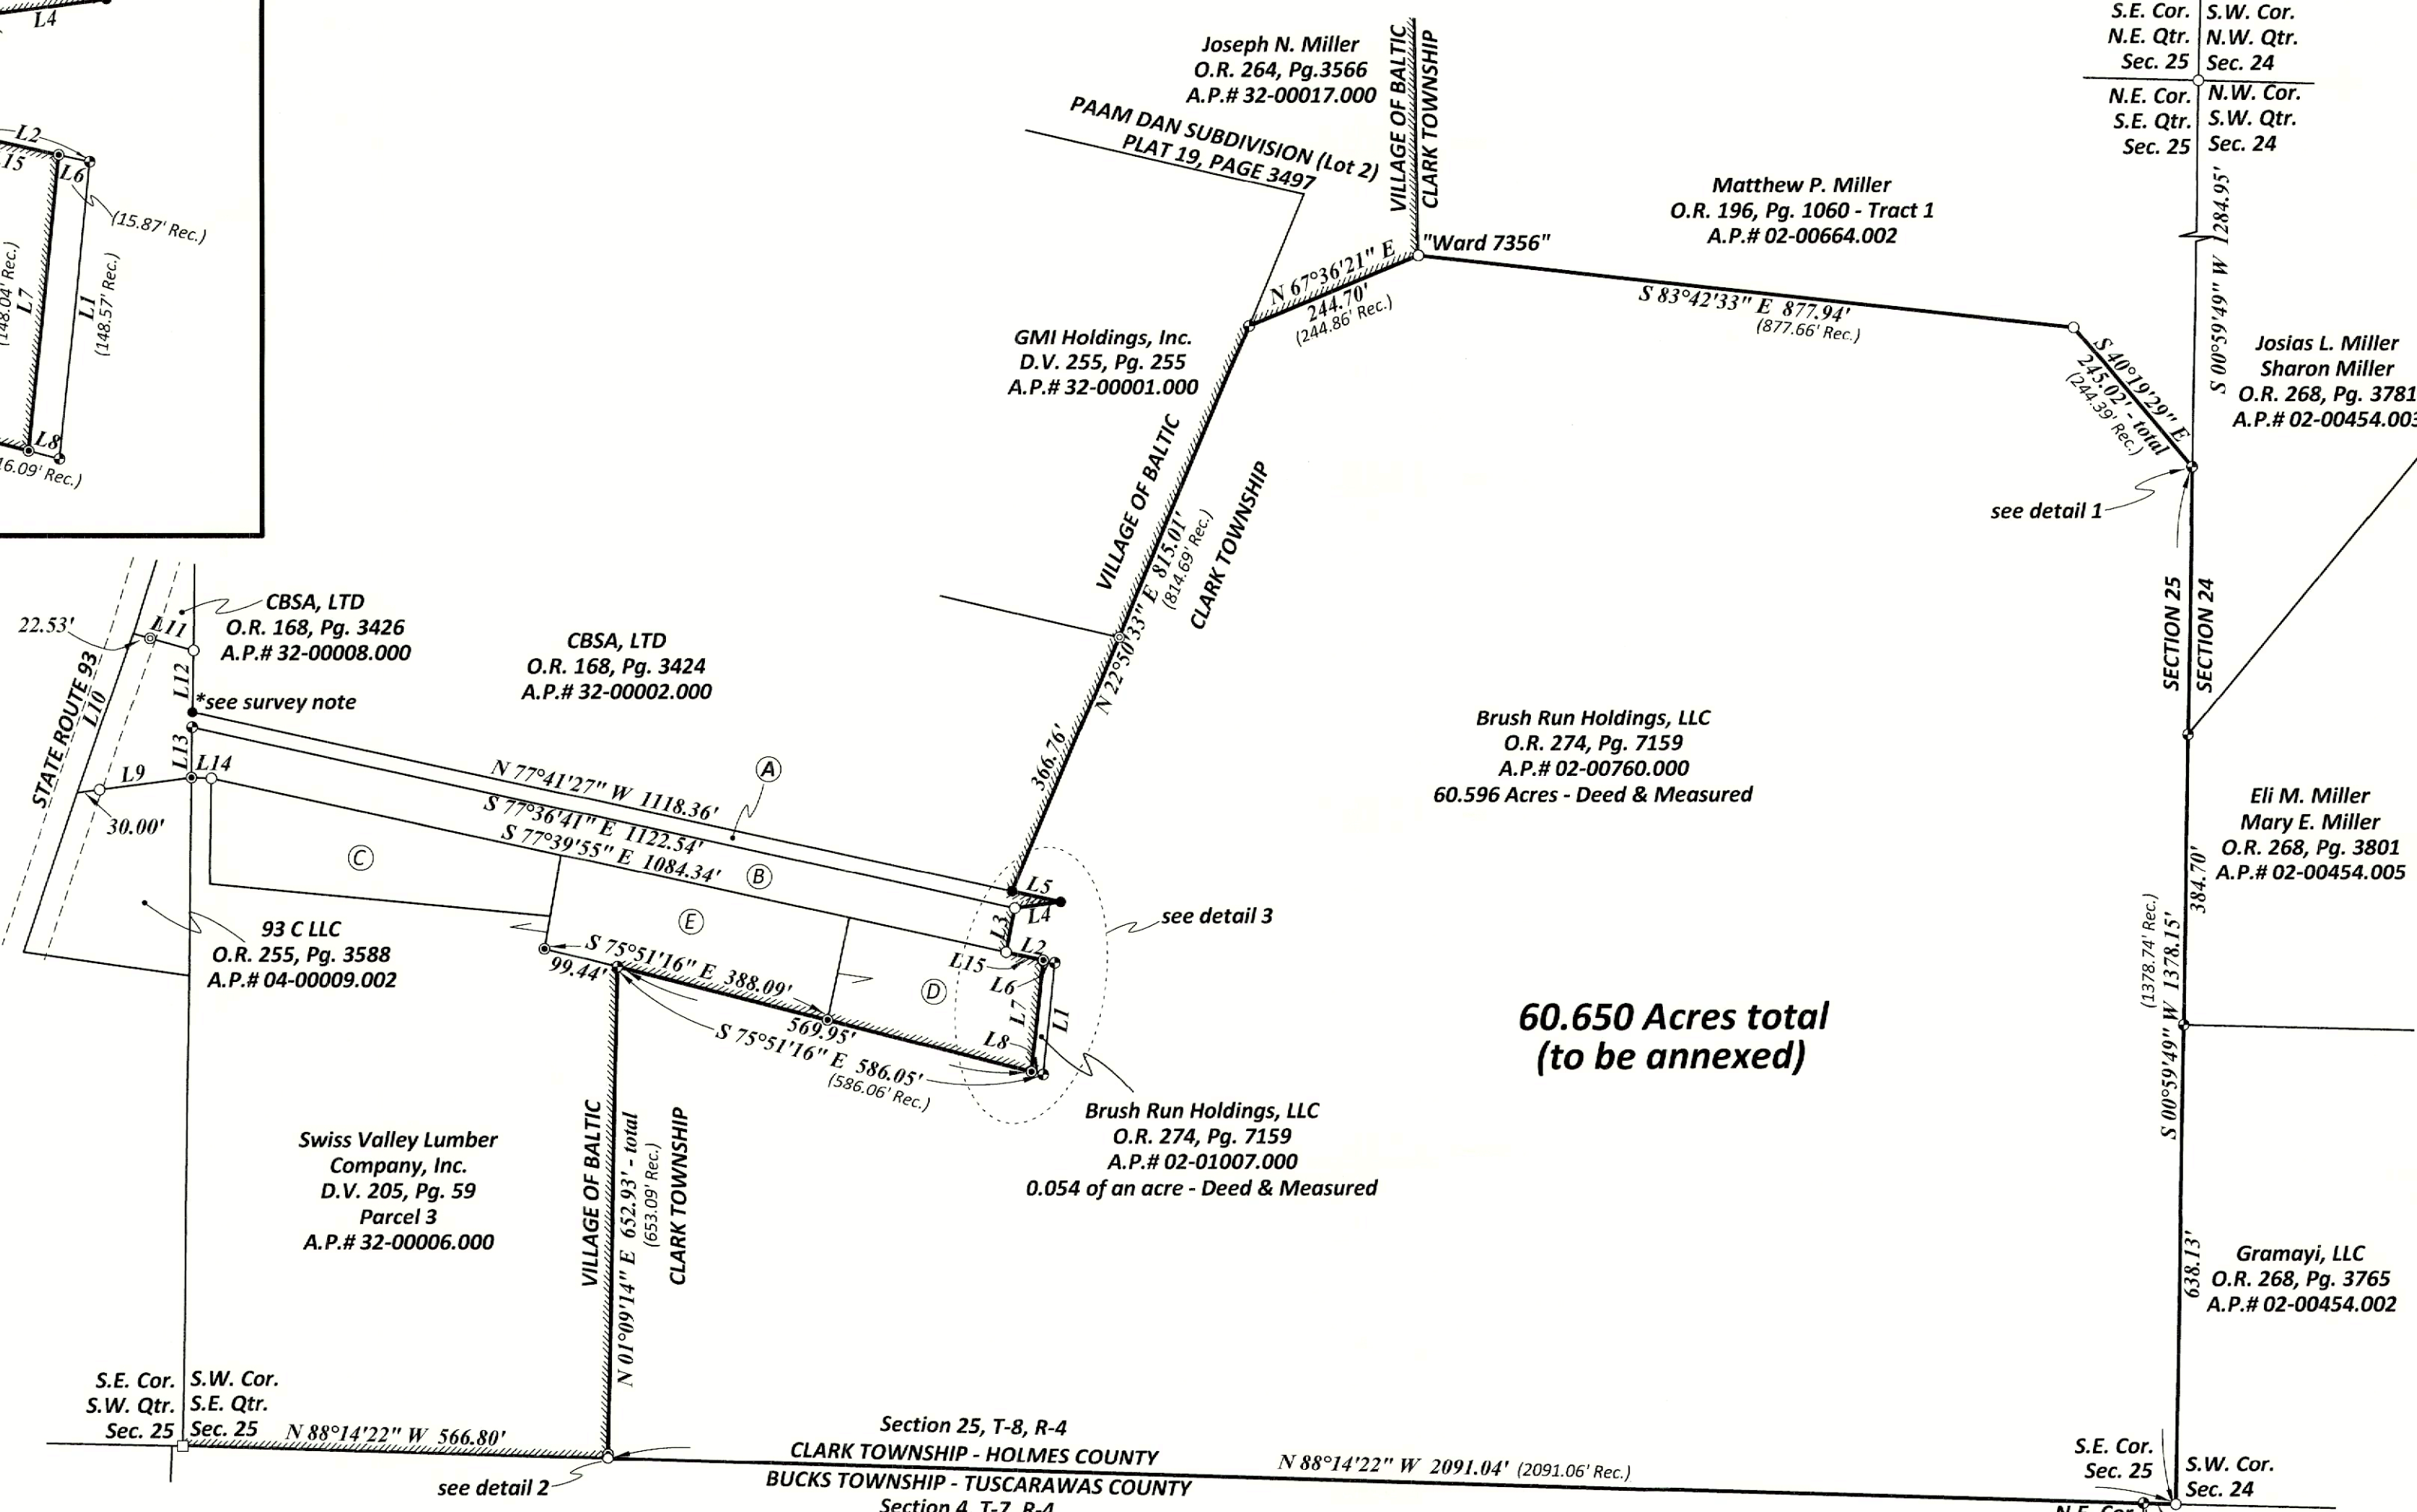 L4
L2
15
L6
(15.87' Rec.)
L7
L1
(148.57' Rec.)
L8
16.09' Rec.)
Joseph N. Miller
O.R. 264, Pg.3566
A.P.# 32-00017.000
PAAM DAN SUBDIVISION (Lot 2)
PLAT 19, PAGE 3497
VILLAGE OF BALTIC
CLARK TOWNSHIP
S.E. Cor.
N.E. Qtr.
Sec. 25
S.W. Cor.
N.W. Qtr.
Sec. 24
N.E. Cor.
S.E. Qtr.
Sec. 25
N.W. Cor.
S.W. Qtr.
Sec. 24
S 00°59'49" W 1284.95'
Matthew P. Miller
O.R. 196, Pg. 1060 - Tract 1
A.P.# 02-00664.002
"Ward 7356"
N 67°36'21" E
244.70'
(244.86' Rec.)
S 83°42'33" E 877.94'
(877.66' Rec.)
S 40°19'29" E
245.02' - total
(244.39' Rec.)
Josias L. Miller
Sharon Miller
O.R. 268, Pg. 3781
A.P.# 02-00454.003
GMI Holdings, Inc.
D.V. 255, Pg. 255
A.P.# 32-00001.000
VILLAGE OF BALTIC
N 22°50'33" E 815.01'
(814.69' Rec.)
CLARK TOWNSHIP
366.76'
see detail 1
SECTION 25
SECTION 24
22.53'
L11
CBSA, LTD
O.R. 168, Pg. 3426
A.P.# 32-00008.000
STATE ROUTE 93
L10
L12
*see survey note
L13
L14
L9
30.00'
CBSA, LTD
O.R. 168, Pg. 3424
A.P.# 32-00002.000
N 77°41'27" W 1118.36'
A
S 77°36'41" E 1122.54'
S 77°39'55" E 1084.34'
B
C
E
D
L5
L4
L3
L2
L15
L6
L7
L1
L8
see detail 3
S 75°51'16" E 388.09'
99.44'
569.95'
S 75°51'16" E 586.05'
(586.06' Rec.)
93 C LLC
O.R. 255, Pg. 3588
A.P.# 04-00009.002
Brush Run Holdings, LLC
O.R. 274, Pg. 7159
A.P.# 02-00760.000
60.596 Acres - Deed & Measured
60.650 Acres total
(to be annexed)
Eli M. Miller
Mary E. Miller
O.R. 268, Pg. 3801
A.P.# 02-00454.005
384.70'
(1378.74' Rec.)
S 00°59'49" W 1378.15'
Brush Run Holdings, LLC
O.R. 274, Pg. 7159
A.P.# 02-01007.000
0.054 of an acre - Deed & Measured
Swiss Valley Lumber
Company, Inc.
D.V. 205, Pg. 59
Parcel 3
A.P.# 32-00006.000
VILLAGE OF BALTIC
N 01°09'14" E 652.93' - total
(653.09' Rec.)
CLARK TOWNSHIP
638.13'
Gramayi, LLC
O.R. 268, Pg. 3765
A.P.# 02-00454.002
S.E. Cor.
S.W. Qtr.
Sec. 25
S.W. Cor.
S.E. Qtr.
Sec. 25
N 88°14'22" W 566.80'
see detail 2
Section 25, T-8, R-4
CLARK TOWNSHIP - HOLMES COUNTY
BUCKS TOWNSHIP - TUSCARAWAS COUNTY
Section 4, T-7, R-4
N 88°14'22" W 2091.04' (2091.06' Rec.)
S.E. Cor.
Sec. 25
S.W. Cor.
Sec. 24
N.E. Cor.